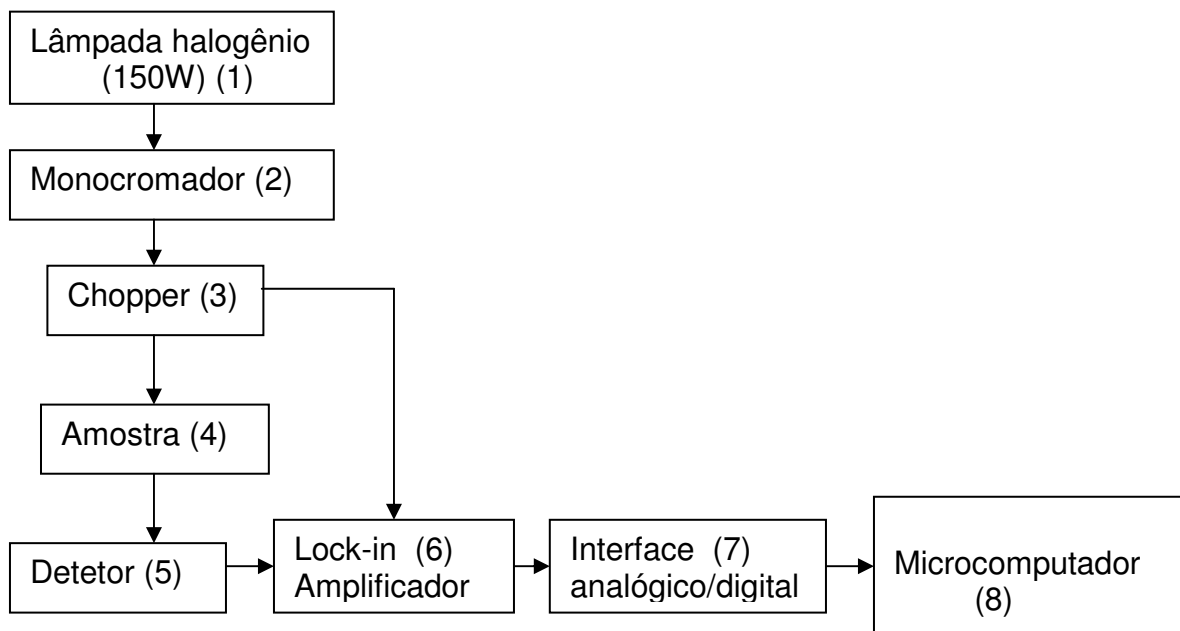 Lâmpada halogênio
(150W) (1)
Monocromador (2)
Chopper (3)
Amostra (4)
Detetor (5)
Lock-in (6)
Amplificador
Interface (7)
analógico/digital
Microcomputador
(8)